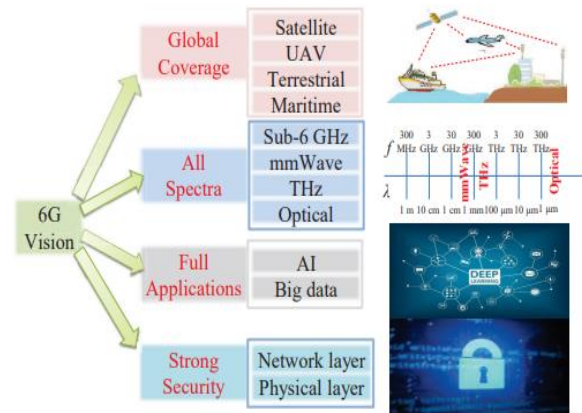 6G
Vision
Global
Coverage
Satellite
UAV
Terrestrial
Maritime
All
Spectra
Sub-6 GHz
mmWave
THz
Optical
Full
Applications
AI
Big data
Strong
Security
Network layer
Physical layer
f
300 3 30 300 3 30 300
MHz GHz GHz GHz THz THz THz
mmWave
THz
Optical
λ
1 m 10 cm 1 cm 1 mm 100 μm 10 μm 1 μm
DEEP
LEARNING